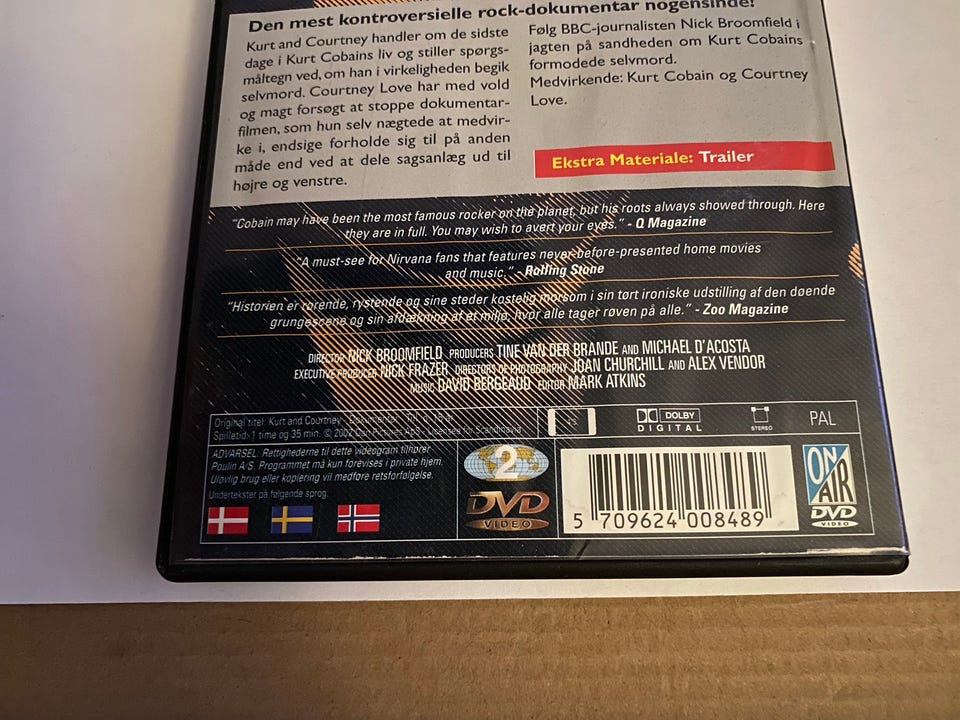 Den mest kontroversielle rock-dokumentar nogensinde!
Kurt and Courtney handler om de sidste
dage i Kurt Cobains liv og stiller spørgs-
måltegn ved, om han i virkeligheden begik
selvmord. Courtney Love har med vold
og magt forsøgt at stoppe dokumentar-
filmen, som hun selv nægtede at medvir-
ke i, endsige forholde sig til på anden
måde end ved at dele sagsanlæg ud til
højre og venstre.
Følg BBC-journalisten Nick Broomfield i
jagten på sandheden om Kurt Cobains
formodede selvmord.
Medvirkende: Kurt Cobain og Courtney
Love.
Ekstra Materiale: Trailer
"Cobain may have been the most famous rocker on the planet, but his roots always showed through. Here
they are in full. You may wish to avert your eyes." - Q Magazine
"A must-see for Nirvana fans that features never-before-presented home movies
and music." - Rolling Stone
"Historien er rørende, rystende og sine steder kostelig morsom i sin tørt ironiske udstilling af den døende
grungescene og sin afdækning af et miljø, hvor alle tager røven på alle." - Zoo Magazine
DIRECTOR NICK BROOMFIELD PRODUCERS TINE VAN DER BRANDE AND MICHAEL D'ACOSTA
EXECUTIVE PRODUCER NICK FRAZER DIRECTORS OF PHOTOGRAPHY JOAN CHURCHILL AND ALEX VENDOR
MUSIC DAVID BERGEAUD EDITOR MARK ATKINS
Original titel: Kurt and Courtney - Dokumentar. Till. 15 år
Spilletid: 1 time og 35 min. © 2002 Dan Poulin A/S. Licensee for Scandinavia
DOLBY
DIGITAL
STEREO
PAL
ADVARSEL: Rettighederne til dette videogram tilhører
Poulin A/S. Programmet må kun forevises i private hjem.
Ulovlig brug eller kopiering vil medføre retsforfølgelse.
Undertekster på følgende sprog:
2
DVD
VIDEO
5 709624 008489
ON
AIR
DVD
VIDEO